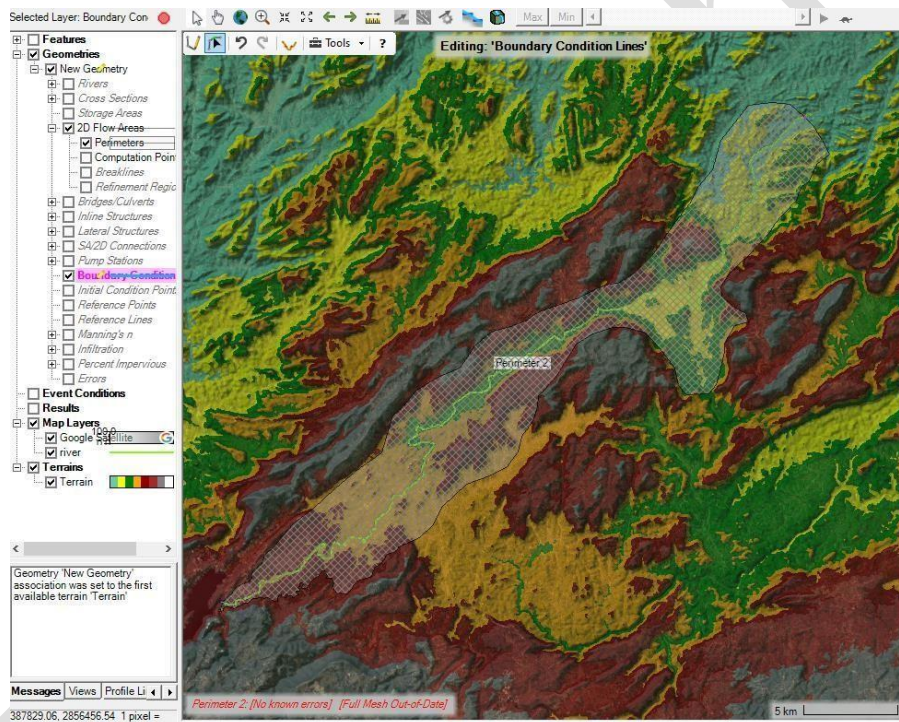 Selected Layer: Boundary Con
Max
Min
Tools
?
Editing: 'Boundary Condition Lines'
Features
Geometries
New Geometry
Rivers
Cross Sections
Storage Areas
2D Flow Areas
Perimeters
Computation Point
Breaklines
Refinement Regio
Bridges/Culverts
Inline Structures
Lateral Structures
SA/2D Connections
Pump Stations
Boundary Condition
Initial Condition Point
Reference Points
Reference Lines
Manning's n
Infiltration
Percent Impervious
Errors
Event Conditions
Results
Map Layers
Google Satellite
G
river
Terrains
Terrain
Perimeter 2
Geometry 'New Geometry'
association was set to the first
available terrain 'Terrain'
Messages
Views
Profile Li
Perimeter 2: [No known errors] [Full Mesh Out-of-Date]
5 km
387829.06, 2856456.54 1 pixel =